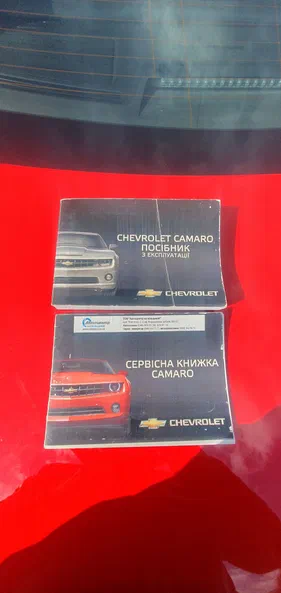 CHEVROLET CAMARO
ПОСІБНИК
З ЕКСПЛУАТАЦІЇ
CHEVROLET
СЕРВІСНА КНИЖКА
CAMARO
CHEVROLET